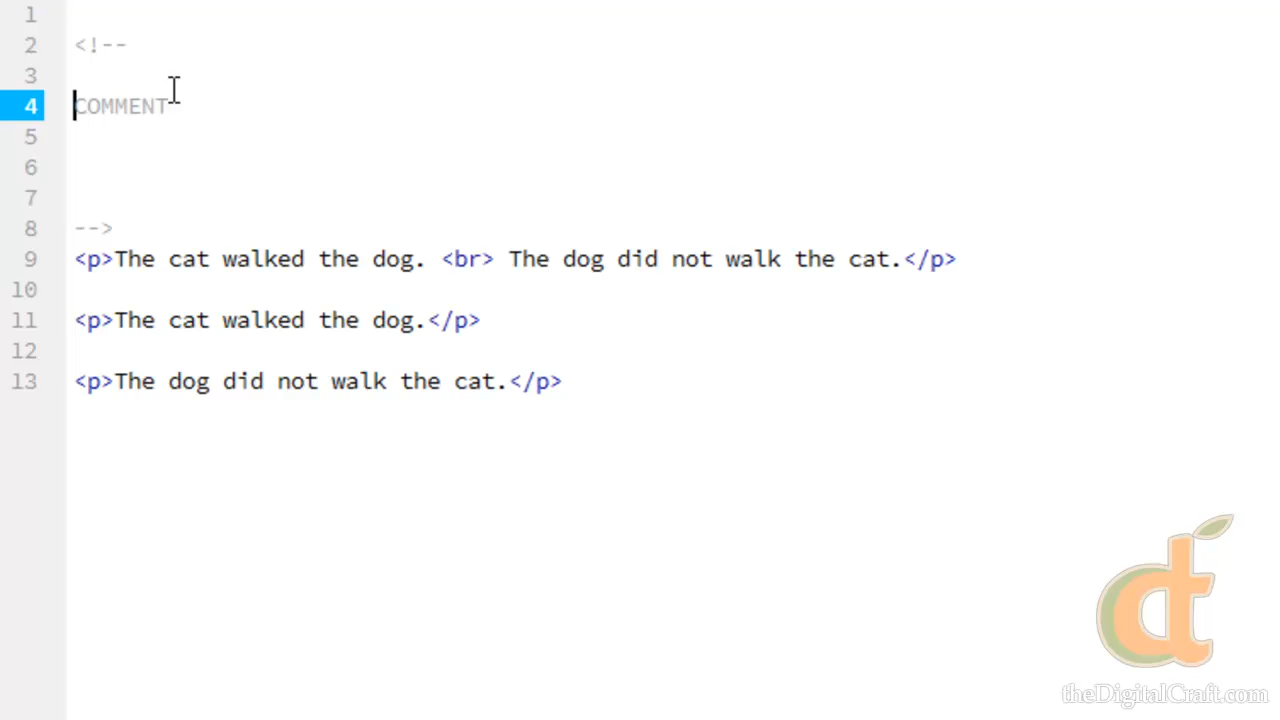 1
2 <!--
3
4 COMMENT
5
6
7
8 -->
9 <p>The cat walked the dog. <br> The dog did not walk the cat.</p>
10
11 <p>The cat walked the dog.</p>
12
13 <p>The dog did not walk the cat.</p>
dt
theDigitalCraft.com